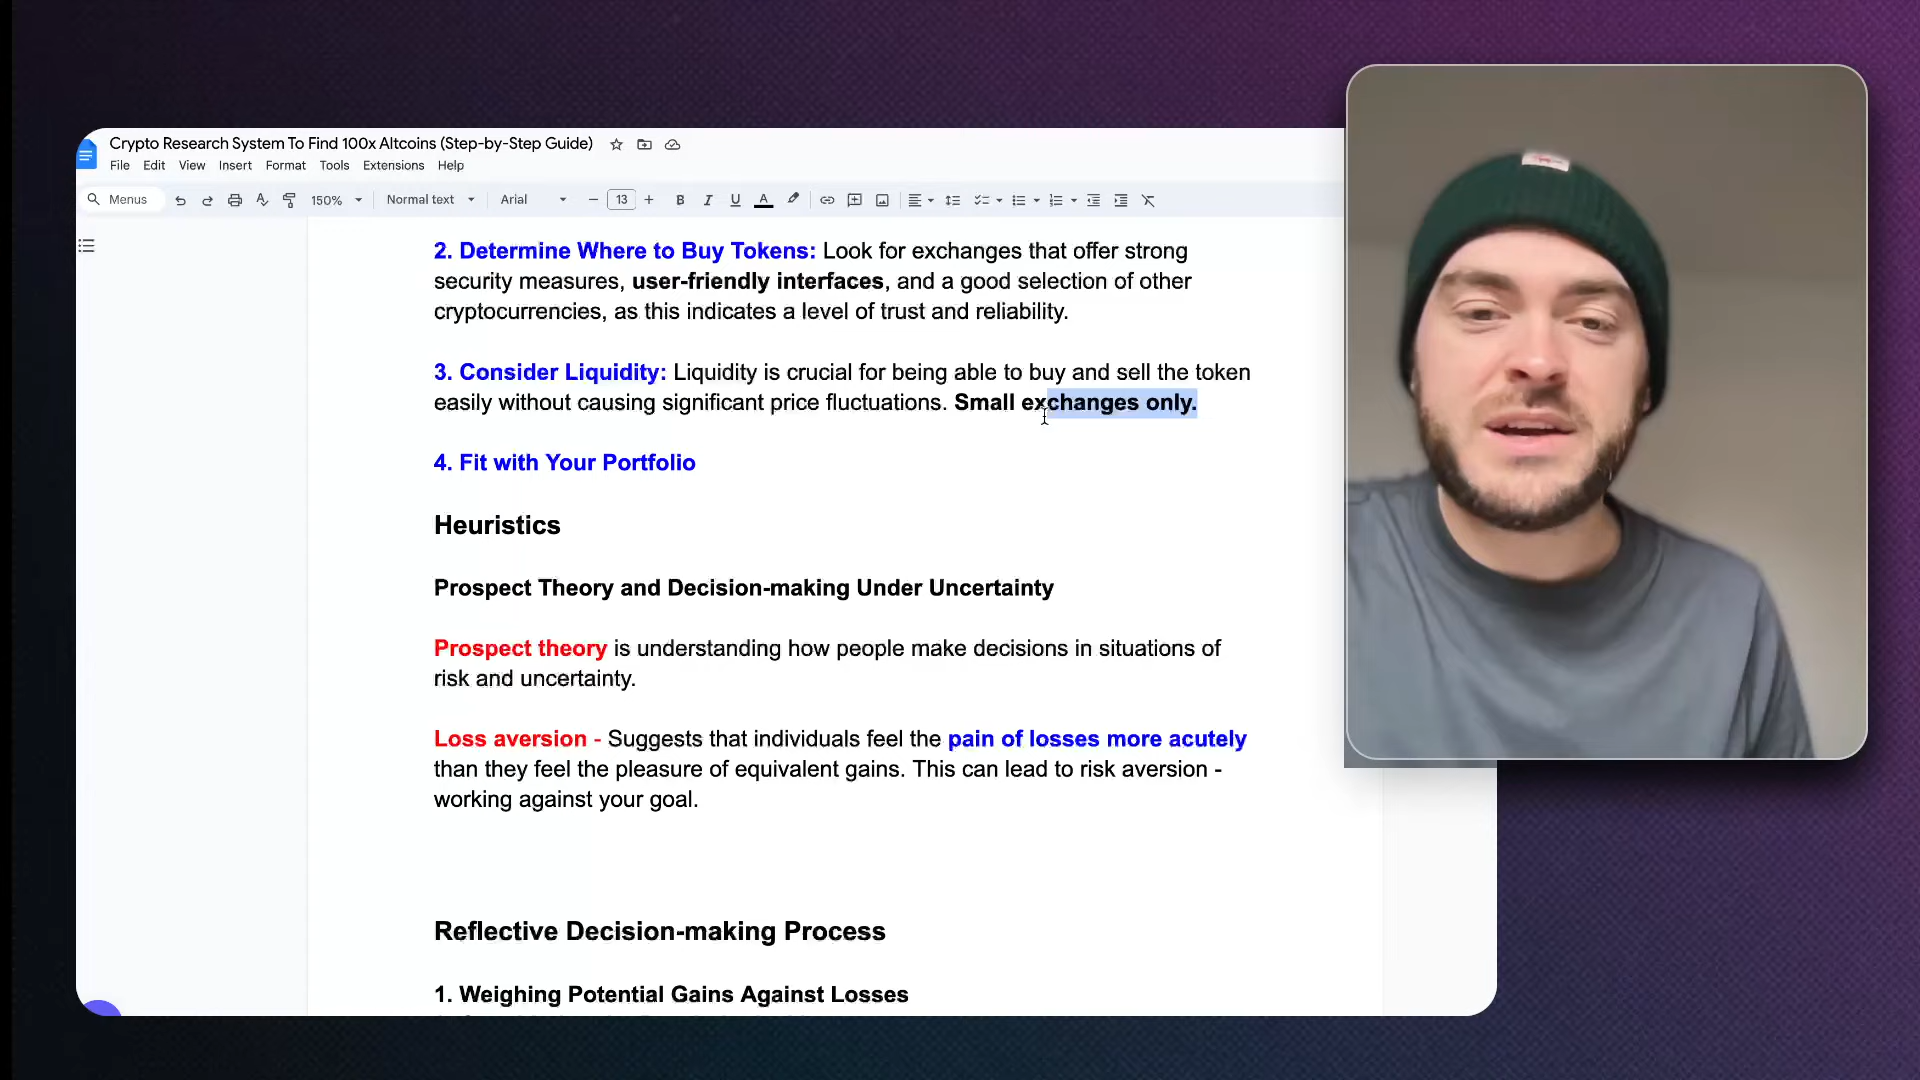 Crypto Research System To Find 100x Altcoins (Step-by-Step Guide)
File Edit View Insert Format Tools Extensions Help
Menus 150% Normal text Arial 13
2. Determine Where to Buy Tokens: Look for exchanges that offer strong
security measures, user-friendly interfaces, and a good selection of other
cryptocurrencies, as this indicates a level of trust and reliability.
3. Consider Liquidity: Liquidity is crucial for being able to buy and sell the token
easily without causing significant price fluctuations. Small exchanges only.
4. Fit with Your Portfolio
Heuristics
Prospect Theory and Decision-making Under Uncertainty
Prospect theory is understanding how people make decisions in situations of
risk and uncertainty.
Loss aversion - Suggests that individuals feel the pain of losses more acutely
than they feel the pleasure of equivalent gains. This can lead to risk aversion -
working against your goal.
Reflective Decision-making Process
1. Weighing Potential Gains Against Losses